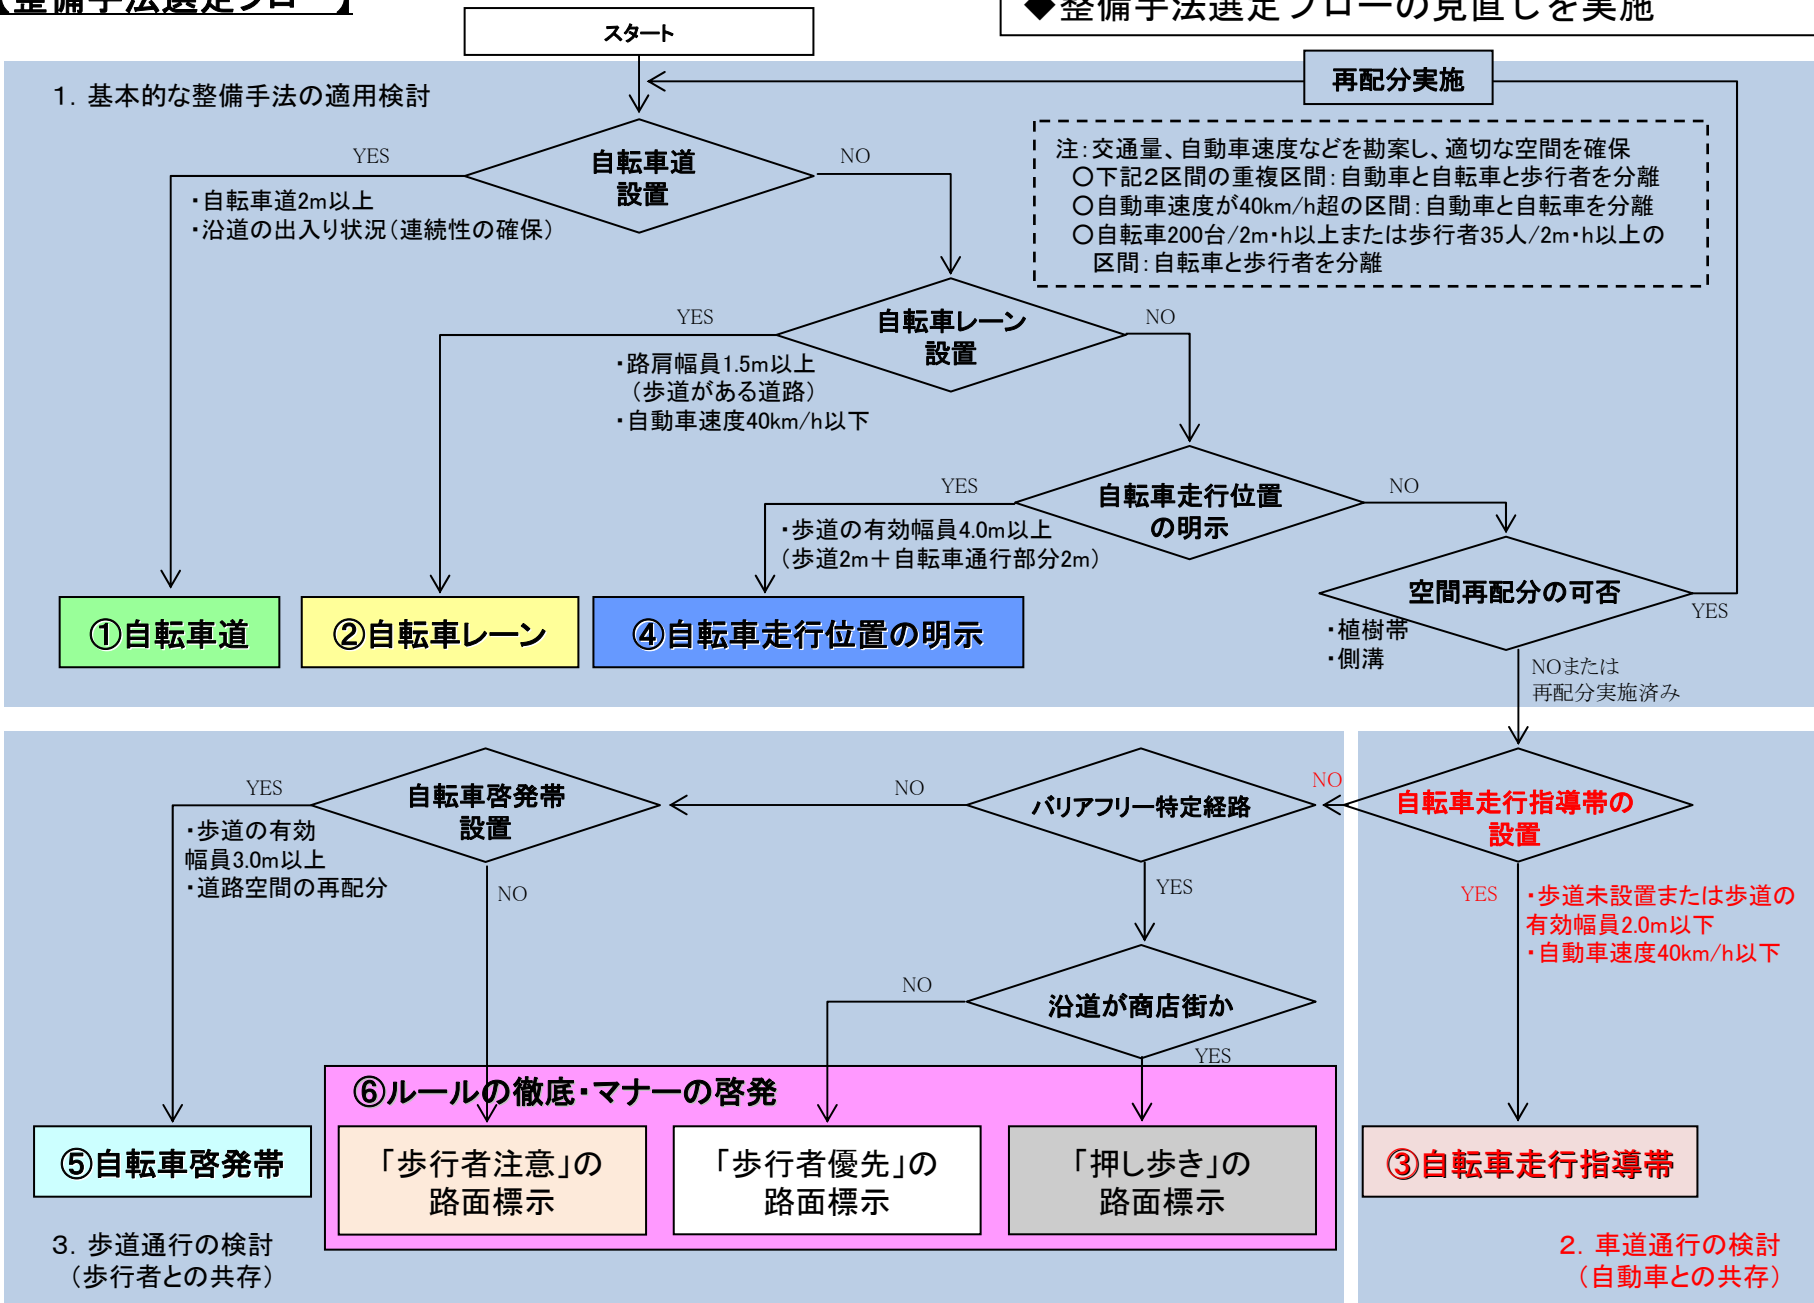 【整備手法選定フロー】
◆整備手法選定フローの見直しを実施
スタート
再配分実施
1. 基本的な整備手法の適用検討
注：交通量、自動車速度などを勘案し、適切な空間を確保
○下記２区間の重複区間：自動車と自転車と歩行者を分離
○自動車速度が40km/h超の区間：自動車と自転車を分離
○自転車200台/2m・h以上または歩行者35人/2m・h以上の
区間：自転車と歩行者を分離
YES
自転車道
設置
NO
・自転車道2m以上
・沿道の出入り状況（連続性の確保）
YES
自転車レーン
設置
NO
・路肩幅員1.5m以上
（歩道がある道路）
・自動車速度40km/h以下
YES
自転車走行位置
の明示
NO
・歩道の有効幅員4.0m以上
（歩道2m＋自転車通行部分2m）
空間再配分の可否
YES
・植樹帯
・側溝
NOまたは
再配分実施済み
①自転車道
②自転車レーン
④自転車走行位置の明示
YES
自転車啓発帯
設置
NO
バリアフリー特定経路
NO
自転車走行指導帯の
設置
・歩道の有効
幅員3.0m以上
・道路空間の再配分
NO
YES
YES
・歩道未設置または歩道の
有効幅員2.0m以下
・自動車速度40km/h以下
NO
沿道が商店街か
YES
⑥ルールの徹底・マナーの啓発
⑤自転車啓発帯
「歩行者注意」の
路面標示
「歩行者優先」の
路面標示
「押し歩き」の
路面標示
③自転車走行指導帯
3. 歩道通行の検討
（歩行者との共存）
2. 車道通行の検討
（自動車との共存）